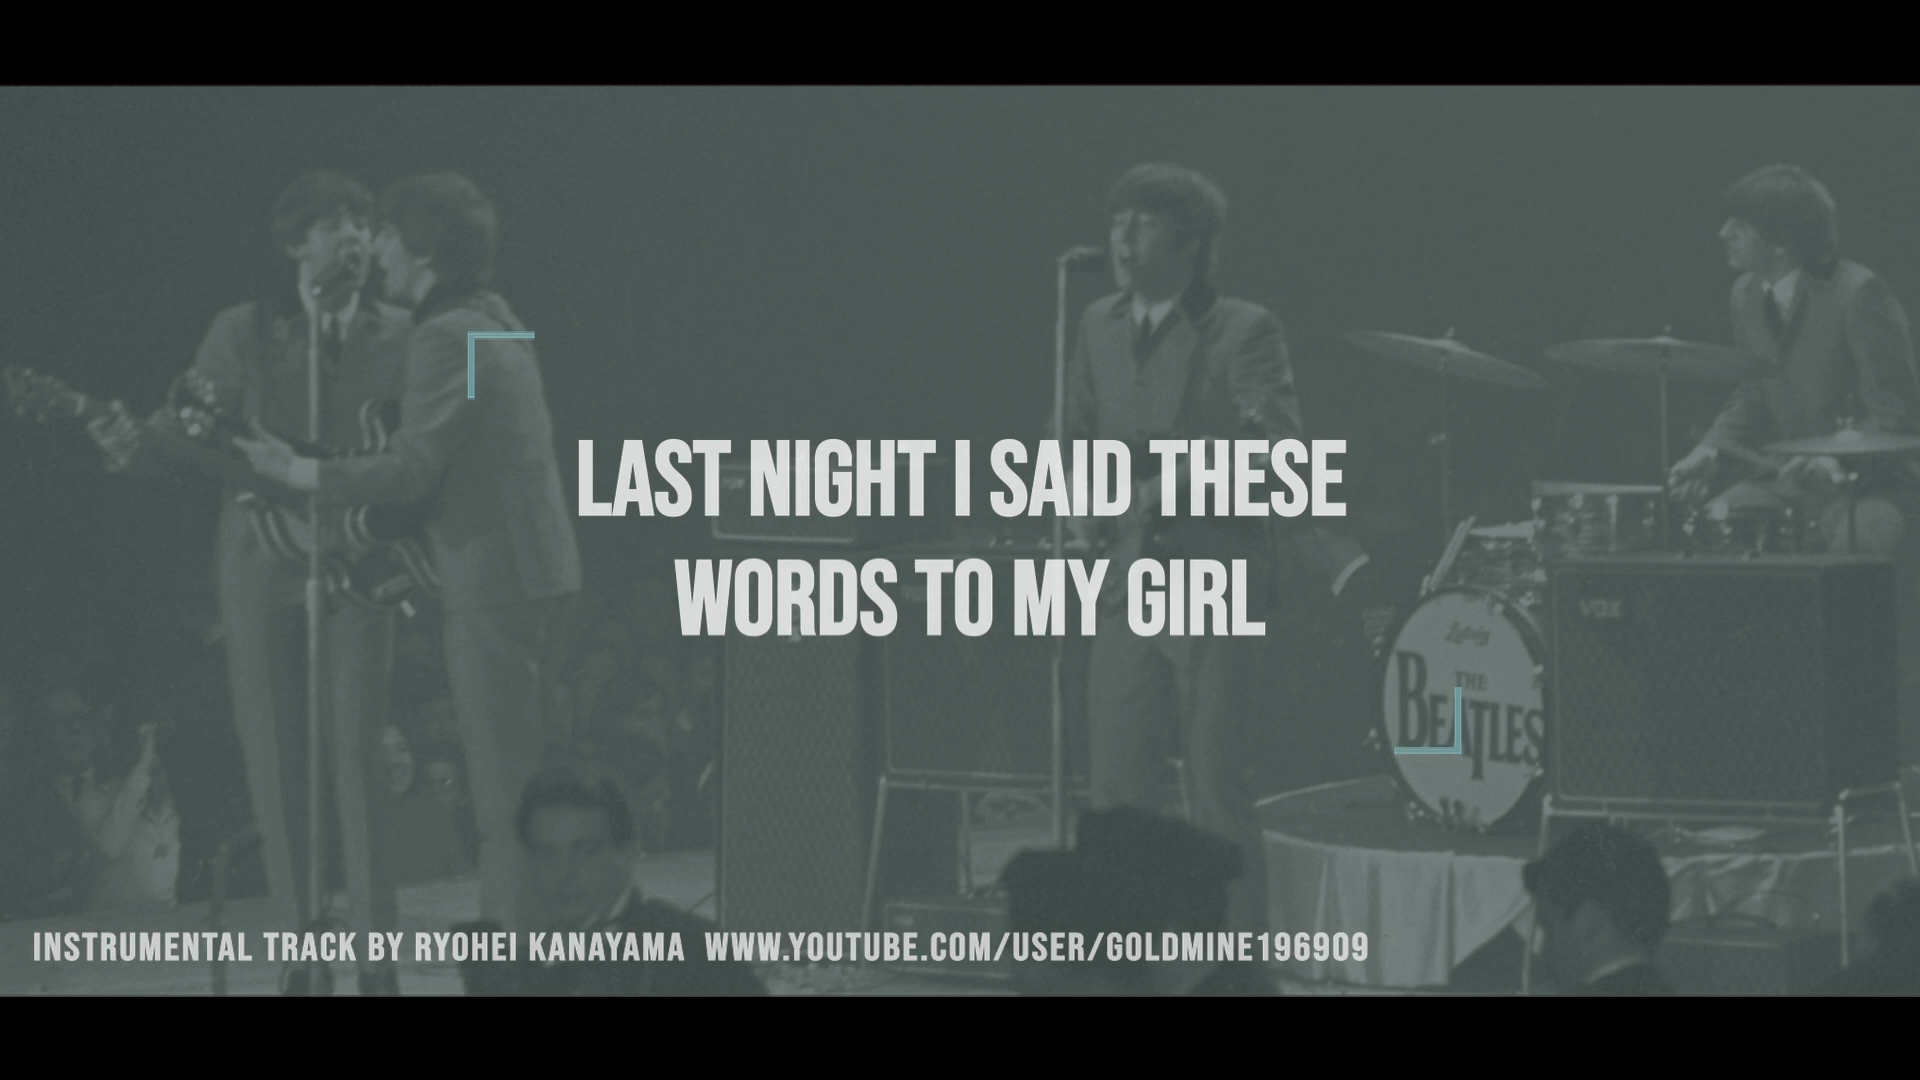 LAST NIGHT I SAID THESE
WORDS TO MY GIRL
VOX
Ludwig
THE
BEATLES
INSTRUMENTAL TRACK BY RYOHEI KANAYAMA WWW.YOUTUBE.COM/USER/GOLDMINE196909